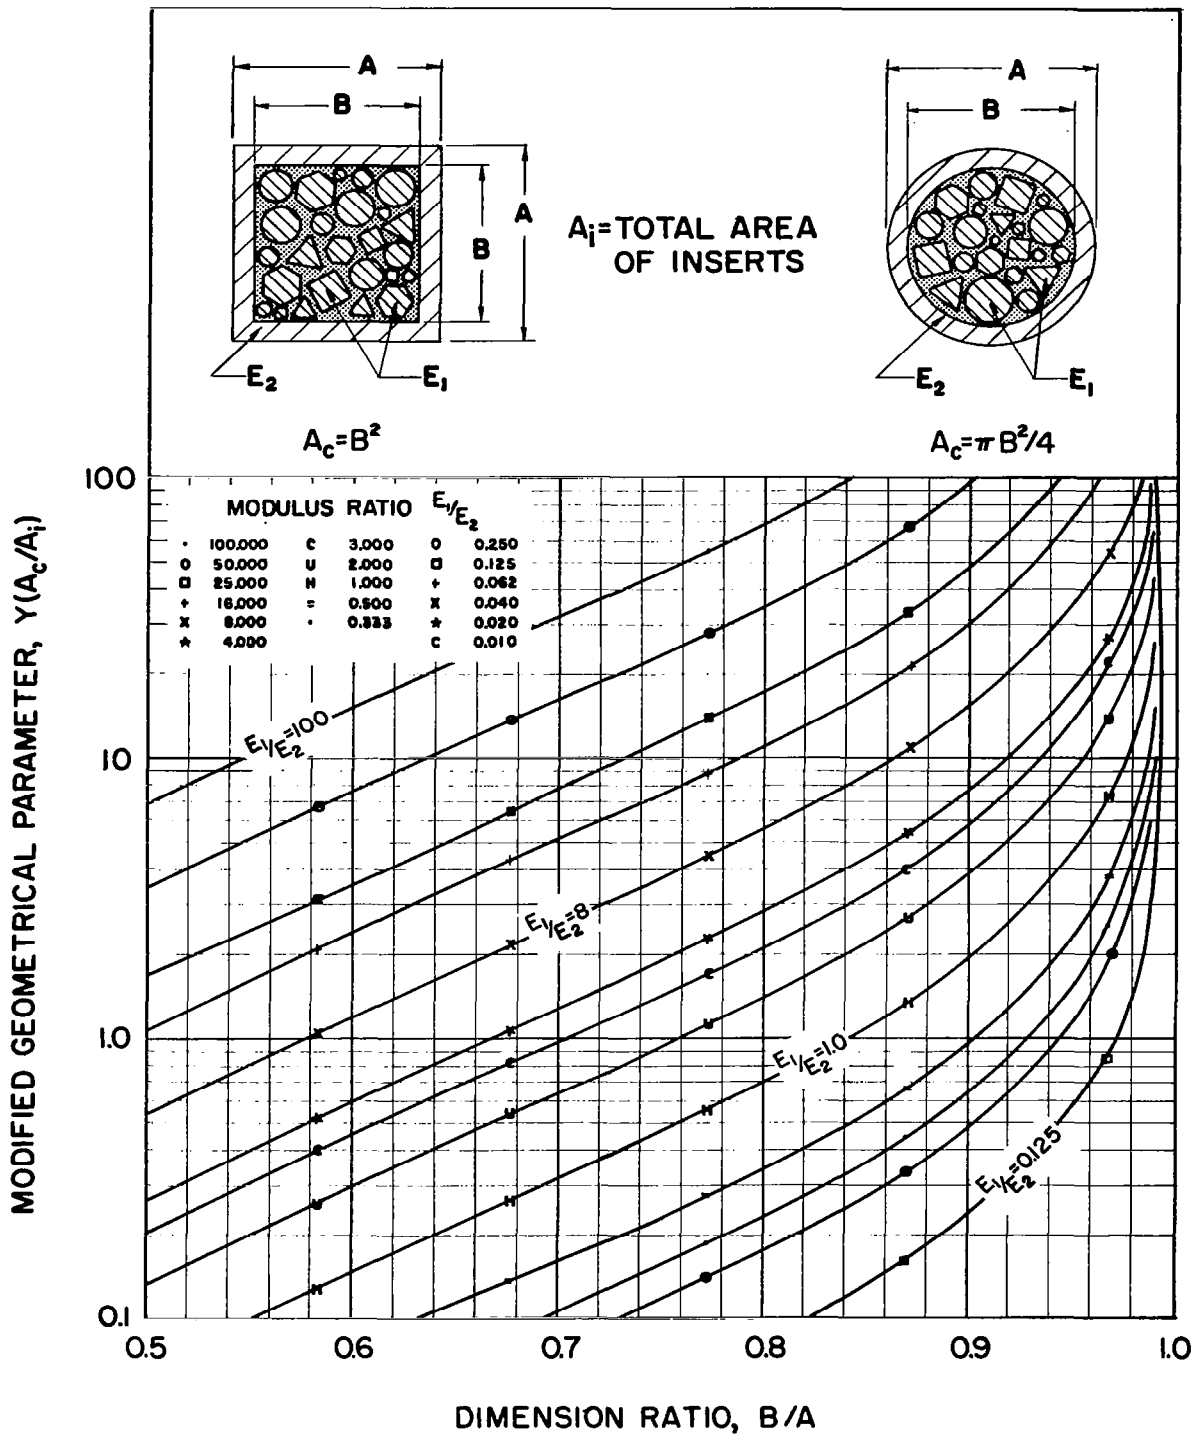 A
B
A
B
A
B
Ai=TOTAL AREA
OF INSERTS
E2
E1
E2
E1
Ac=B²
Ac=πB²/4
MODIFIED GEOMETRICAL PARAMETER, Y(Ac/Ai)
100
10
1.0
0.1
MODULUS RATIO E1/E2
· 100.000 C 3.000 O 0.250
O 50.000 U 2.000 □ 0.125
□ 25.000 H 1.000 + 0.062
+ 16.000 = 0.500 X 0.040
X 8.000 · 0.333 ★ 0.020
★ 4.000 C 0.010
E1/E2=100
E1/E2=8
E1/E2=1.0
E1/E2=0.125
0.5 0.6 0.7 0.8 0.9 1.0
DIMENSION RATIO, B/A